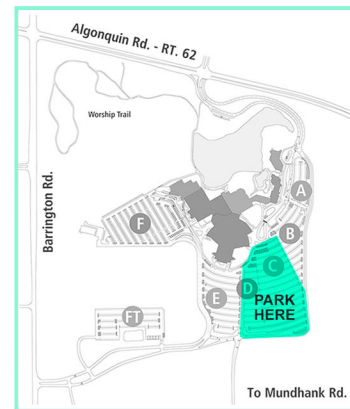 Algonquin Rd. - RT. 62
Worship Trail
Barrington Rd.
A
B
F
C
D
E
PARK
HERE
FT
To Mundhank Rd.